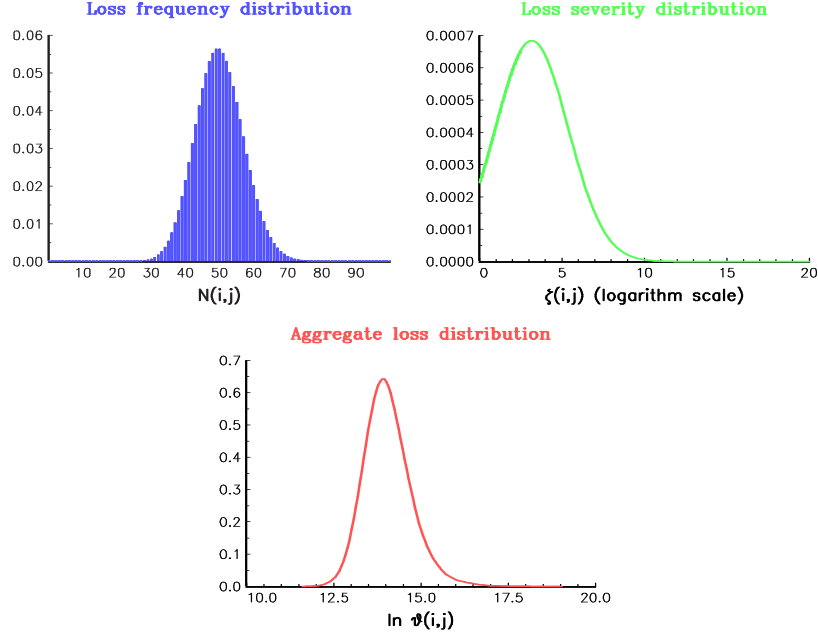 Loss frequency distribution
0.06
0.05
0.04
0.03
0.02
0.01
0.00
10 20 30 40 50 60 70 80 90
N(i,j)
Loss severity distribution
0.0007
0.0006
0.0005
0.0004
0.0003
0.0002
0.0001
0.0000
0 5 10 15 20
ζ(i,j) (logarithm scale)
Aggregate loss distribution
0.7
0.6
0.5
0.4
0.3
0.2
0.1
0.0
10.0 12.5 15.0 17.5 20.0
ln ϑ(i,j)